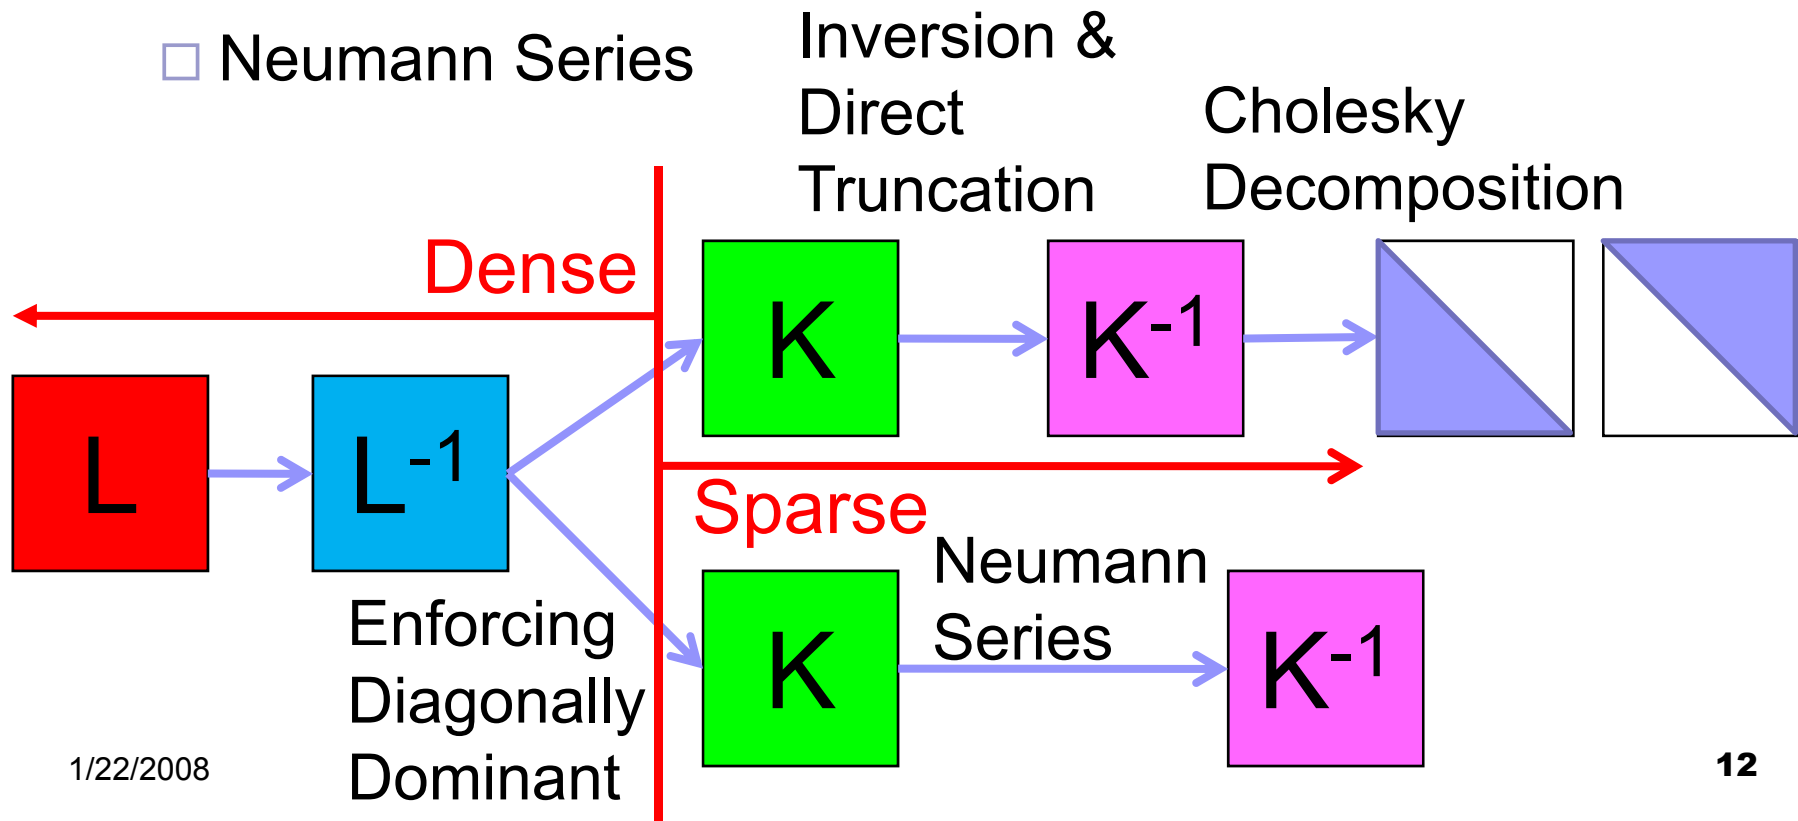 Neumann Series
Inversion &
Direct
Truncation
Cholesky
Decomposition
Dense
K
K-1
L
L-1
Sparse
Enforcing
Diagonally
Dominant
K
Neumann
Series
K-1
1/22/2008
12